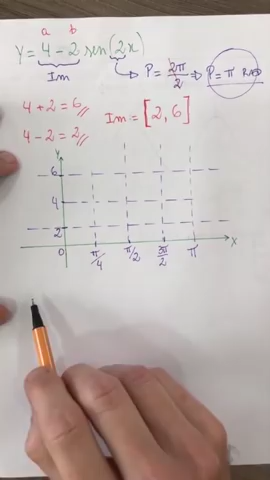 a b
y = 4 - 2 sen(2x)
Im
P = 2π/2 → P = π RAD
4 + 2 = 6
4 - 2 = 2
Im = [2, 6]
y
6
4
2
0 π/4 π/2 3π/2 π x